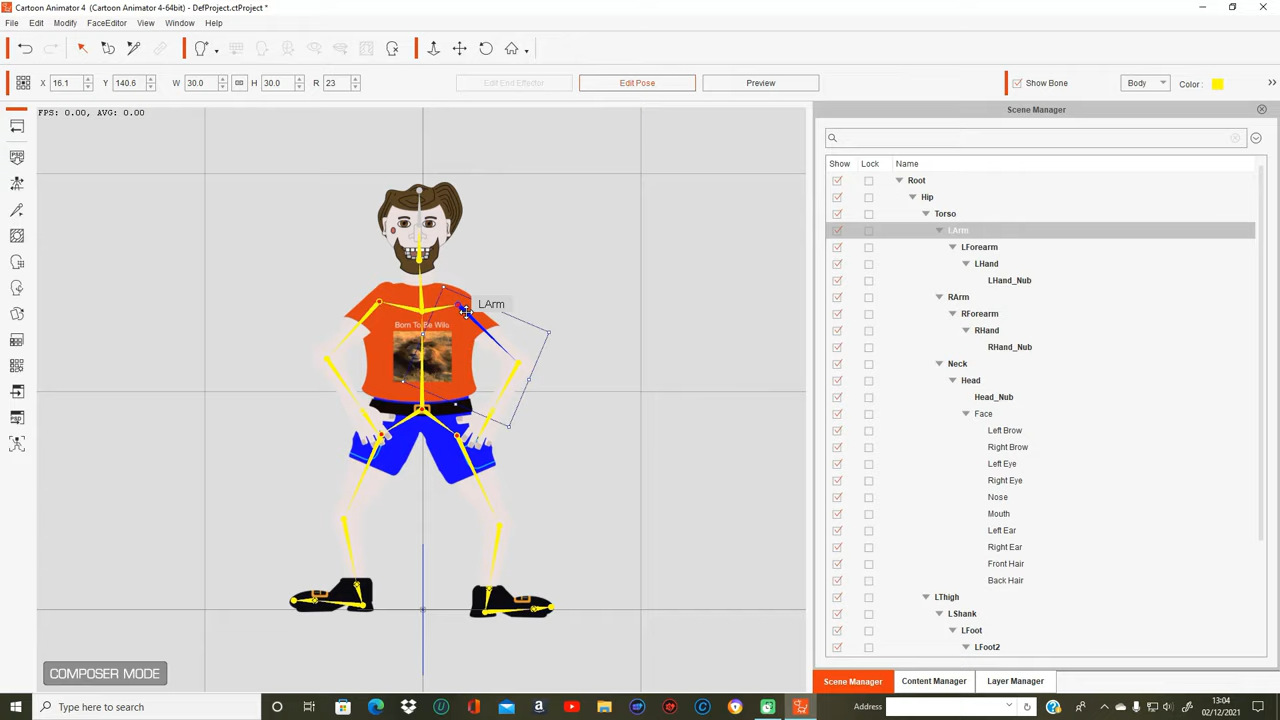 Cartoon Animator 4 (Cartoon Animator 4-64bit) - DefProject.ctProject *
File Edit Modify FaceEditor View Window Help
X 16.1 Y 140.6 W 30.0 H 30.0 R 23 Edit End Effector Edit Pose Preview Show Bone Body Color :
FPS: 0.00, AVG: 0.00
Scene Manager
Show Lock Name
Root
Hip
Torso
LArm
LForearm
LHand
LHand_Nub
RArm
RForearm
RHand
RHand_Nub
Neck
Head
Head_Nub
Face
Left Brow
Right Brow
Left Eye
Right Eye
Nose
Mouth
Left Ear
Right Ear
Front Hair
Back Hair
LThigh
LShank
LFoot
LFoot2
LArm
Born To Be Wild
COMPOSER MODE
Scene Manager Content Manager Layer Manager
Type here to search
Address
13:04
02/12/2021